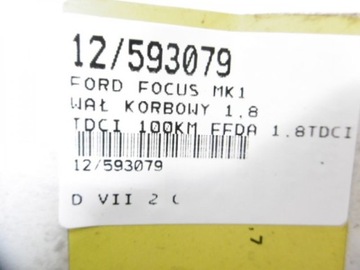 12/593079
FORD FOCUS MK1
WAŁ KORBOWY 1.8
TDCI 100KM FFDA 1.8TDCI
12/593079
D VII 2